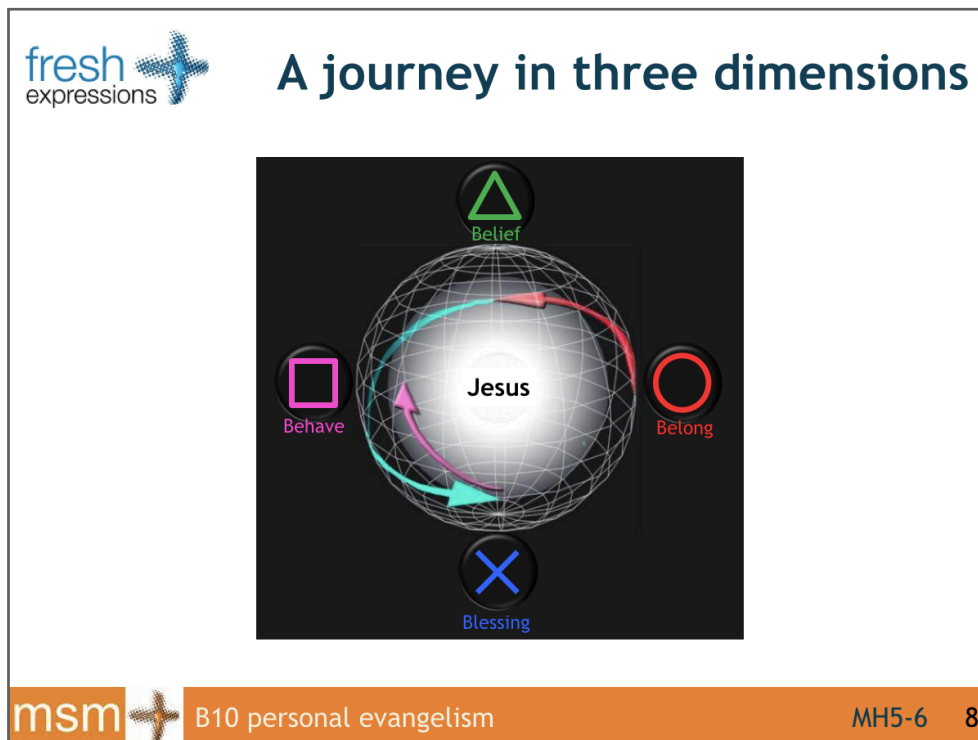 fresh
expressions
A journey in three dimensions
Belief
Jesus
Behave
Belong
Blessing
msm
B10 personal evangelism
MH5-6 8